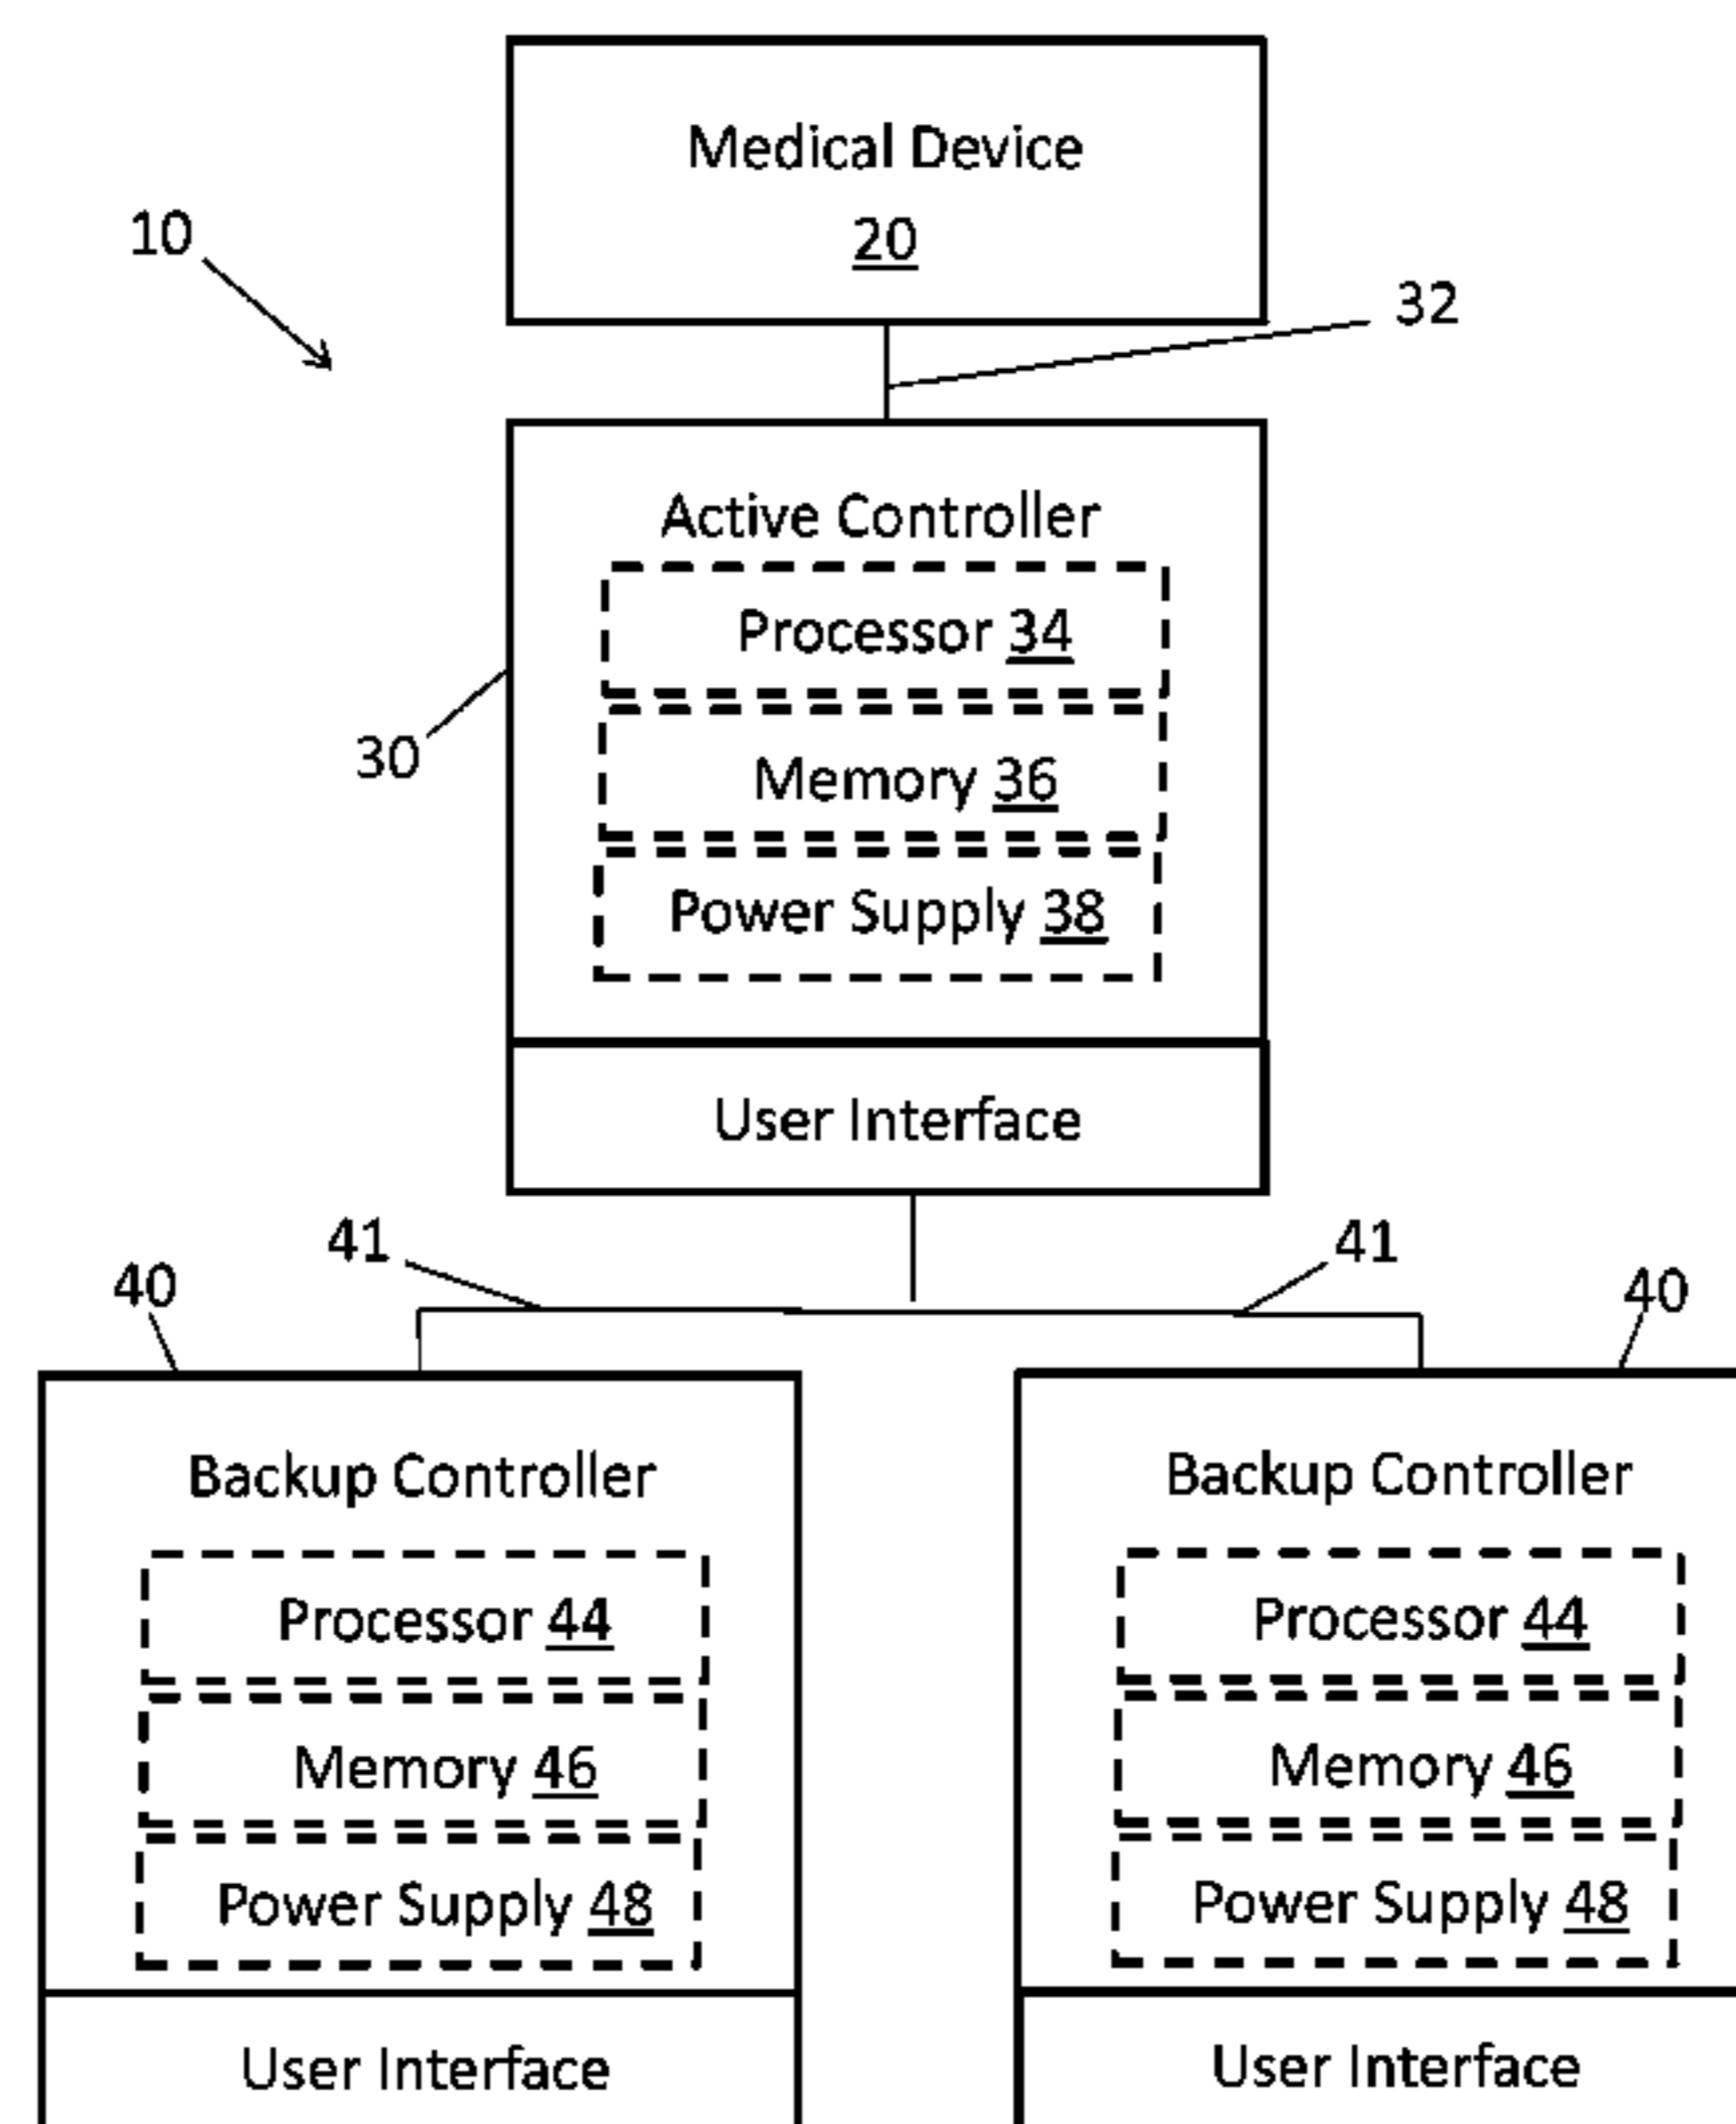 Medical Device
20
10
32
Active Controller
Processor 34
Memory 36
30
Power Supply 38
User Interface
41
41
40
40
Backup Controller
Processor 44
Memory 46
Power Supply 48
User Interface
Backup Controller
Processor 44
Memory 46
Power Supply 48
User Interface